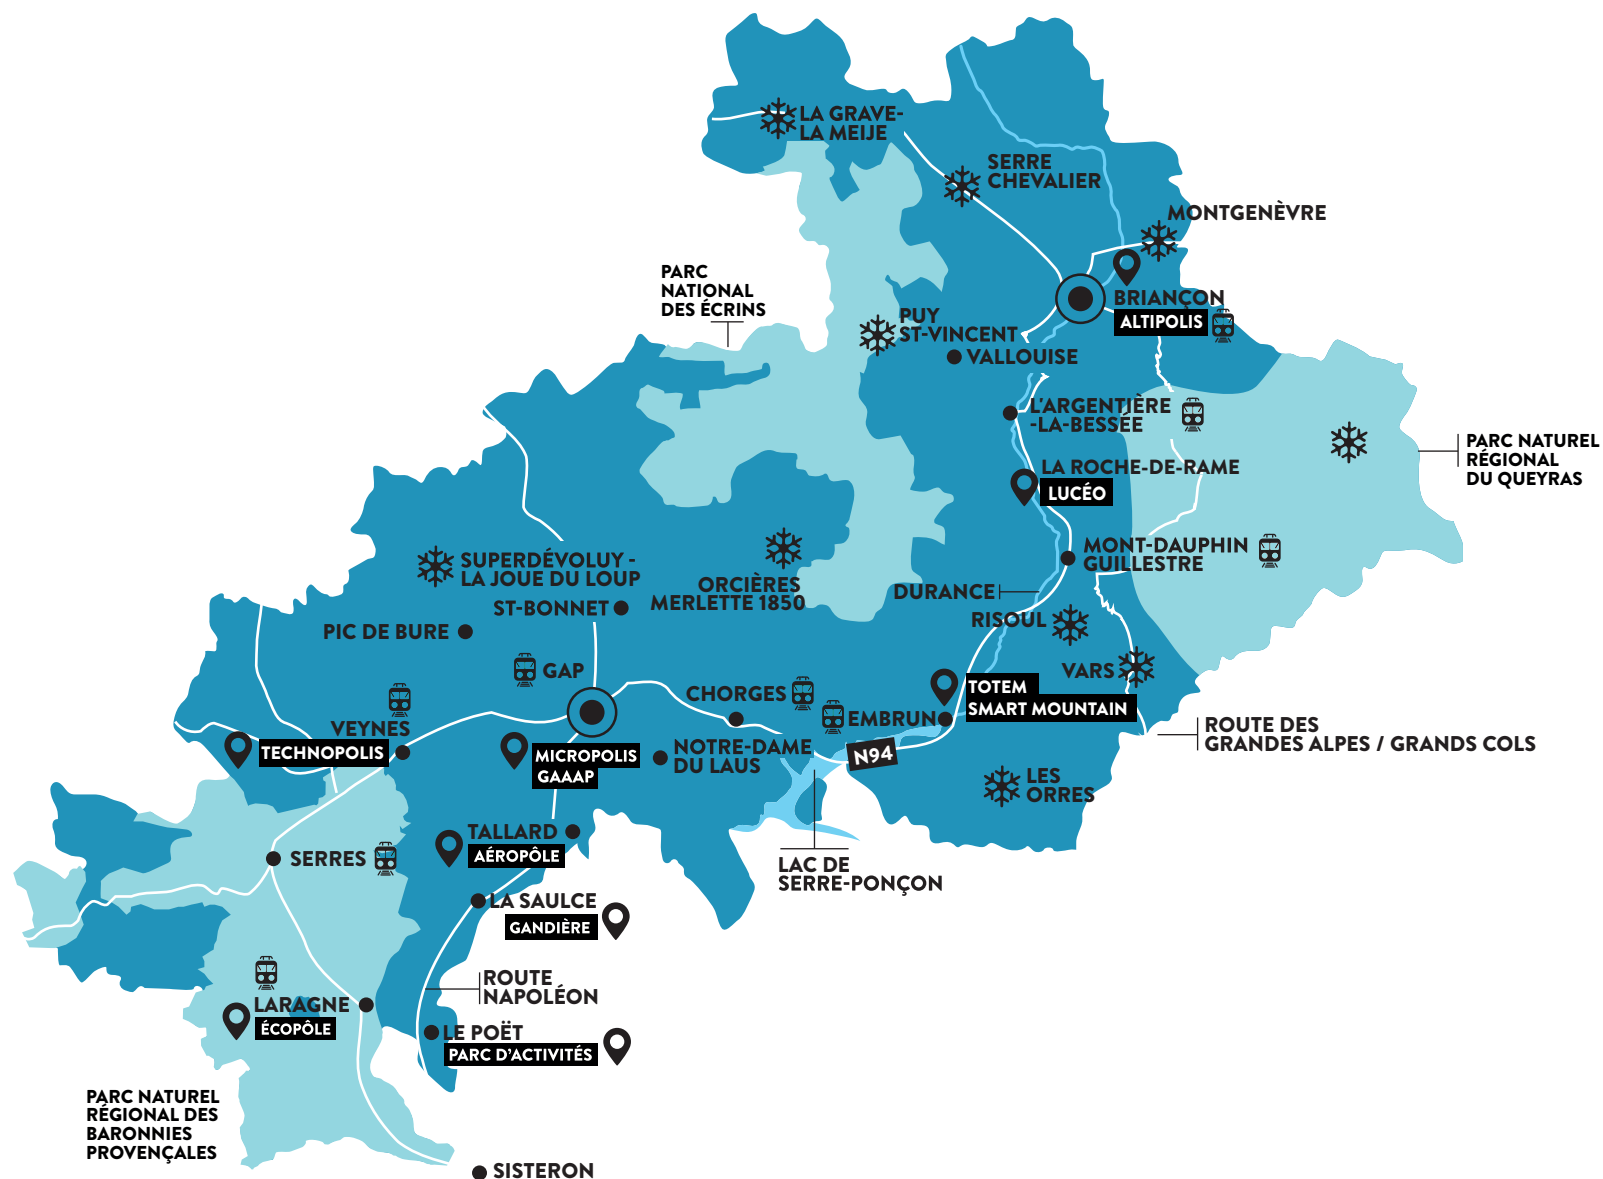 LA GRAVE-
LA MEIJE
SERRE
CHEVALIER
MONTGENÈVRE
PARC
NATIONAL
DES ÉCRINS
BRIANÇON
ALTIPOLIS
PUY
ST-VINCENT
VALLOUISE
L'ARGENTIÈRE
-LA-BESSÉE
PARC NATUREL
RÉGIONAL
DU QUEYRAS
LA ROCHE-DE-RAME
LUCÉO
MONT-DAUPHIN
GUILLESTRE
SUPERDÉVOLUY -
LA JOUE DU LOUP
ORCIÈRES
MERLETTE 1850
DURANCE
ST-BONNET
RISOUL
PIC DE BURE
GAP
VARS
CHORGES
TOTEM
SMART MOUNTAIN
EMBRUN
VEYNES
TECHNOPOLIS
MICROPOLIS
GAAAP
NOTRE-DAME
DU LAUS
N94
ROUTE DES
GRANDES ALPES / GRANDS COLS
LES
ORRES
TALLARD
AÉROPÔLE
SERRES
LAC DE
SERRE-PONÇON
LA SAULCE
GANDIÈRE
ROUTE
NAPOLÉON
LARAGNE
ÉCOPÔLE
LE POËT
PARC D'ACTIVITÉS
PARC NATUREL
RÉGIONAL DES
BARONNIES
PROVENÇALES
SISTERON